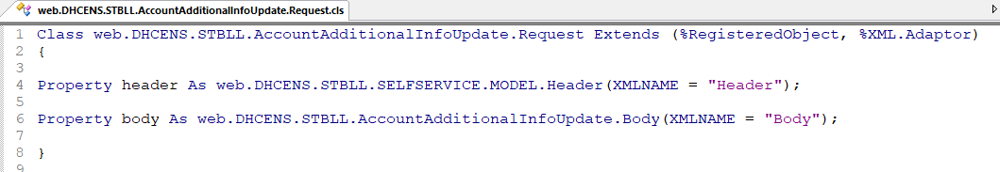 web.DHCENS.STBLL.AccountAdditionalInfoUpdate.Request.cls
1 Class web.DHCENS.STBLL.AccountAdditionalInfoUpdate.Request Extends (%RegisteredObject, %XML.Adaptor)
2 {
3
4 Property header As web.DHCENS.STBLL.SELFSERVICE.MODEL.Header(XMLNAME = "Header");
5
6 Property body As web.DHCENS.STBLL.AccountAdditionalInfoUpdate.Body(XMLNAME = "Body");
7
8 }
9